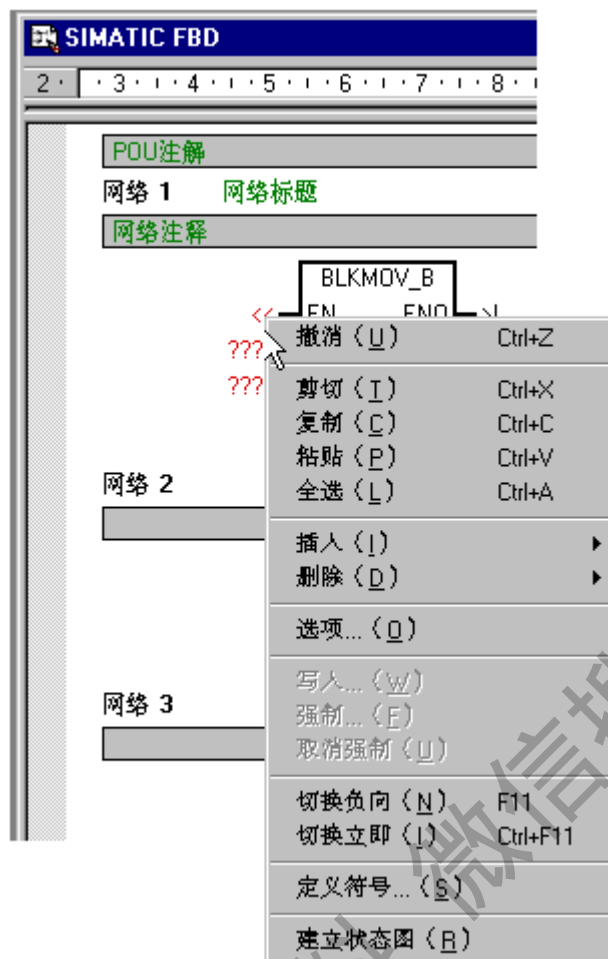 SIMATIC FBD
2 · · 3 · ı · 4 · ı · 5 · ı · 6 · ı · 7 · ı · 8 ·
POU注解
网络 1 网络标题
网络注释
BLKMOV_B
<< EN ENO
???
???
撤消（U） Ctrl+Z
剪切（T） Ctrl+X
复制（C） Ctrl+C
粘贴（P） Ctrl+V
全选（L） Ctrl+A
网络 2
插入（I）
删除（D）
选项...（O）
写入...（W）
网络 3
强制...（F）
取消强制（U）
切换负向（N） F11
切换立即（I） Ctrl+F11
定义符号...（S）
建立状态图（R）
微信